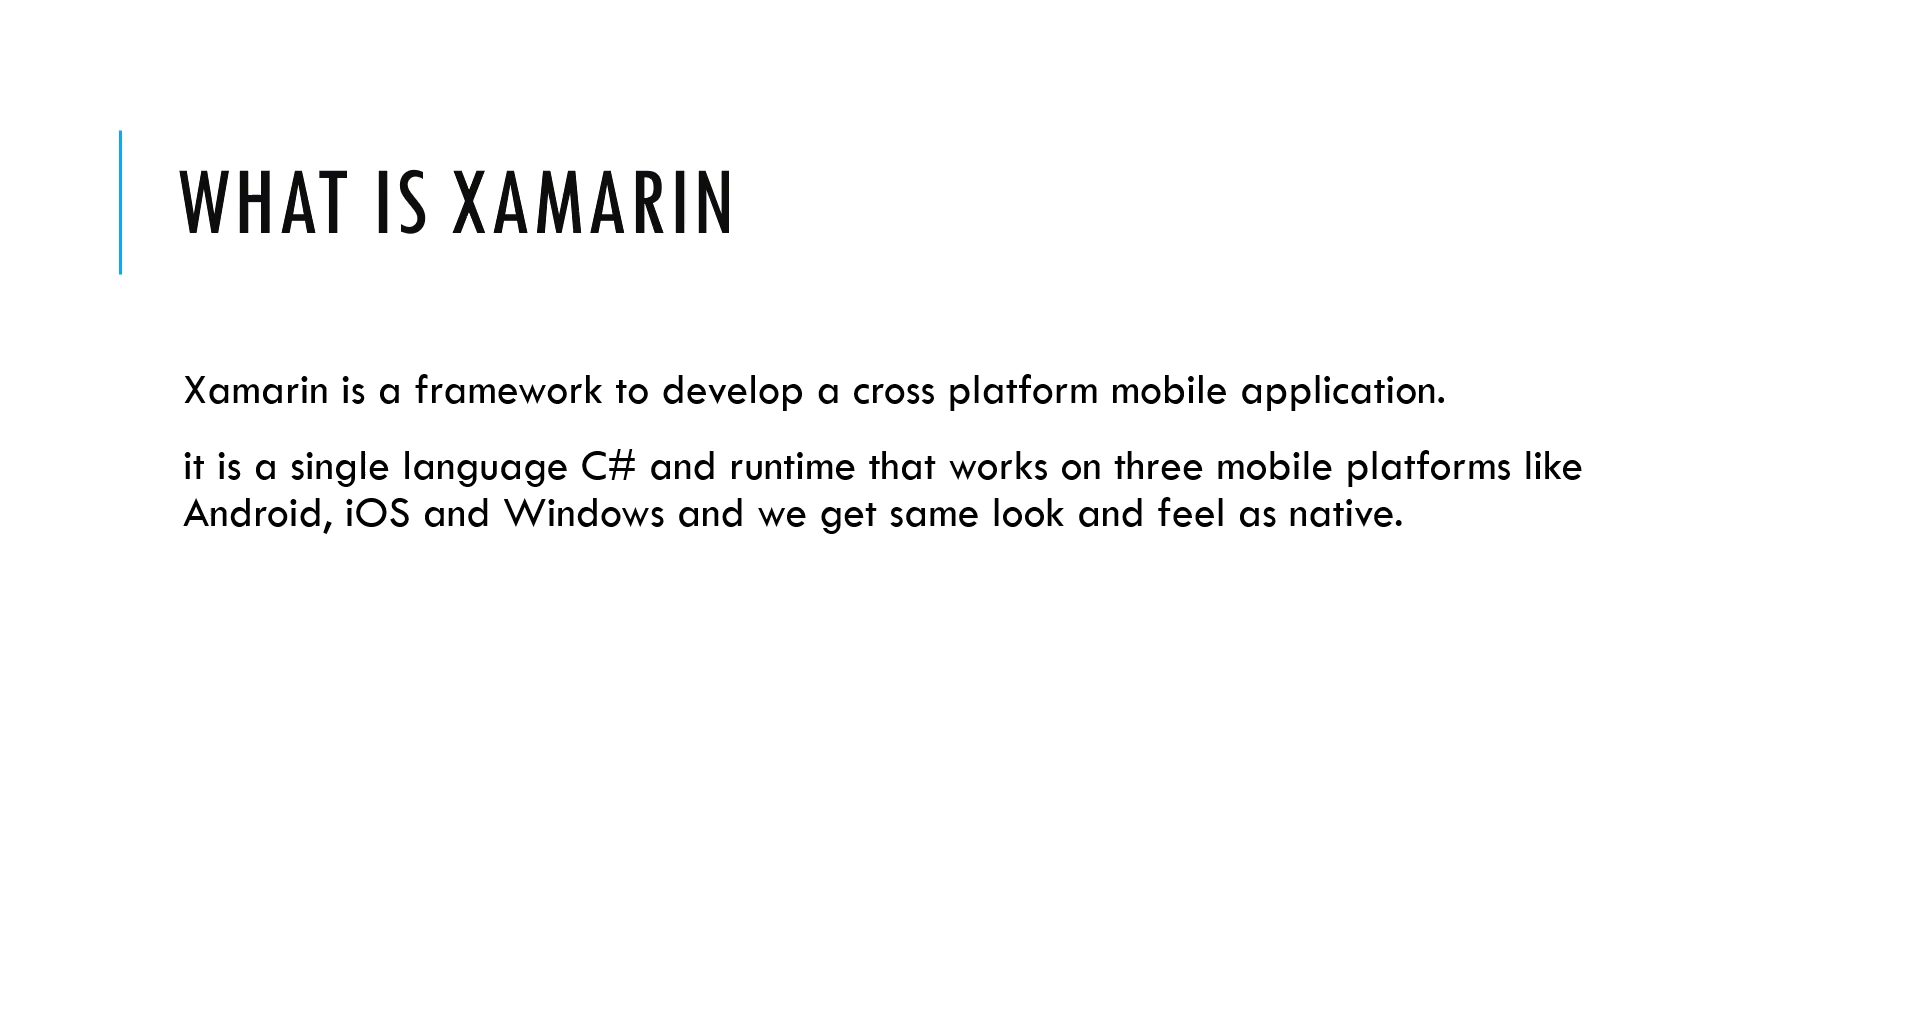 WHAT IS XAMARIN
Xamarin is a framework to develop a cross platform mobile application.
it is a single language C# and runtime that works on three mobile platforms like
Android, iOS and Windows and we get same look and feel as native.